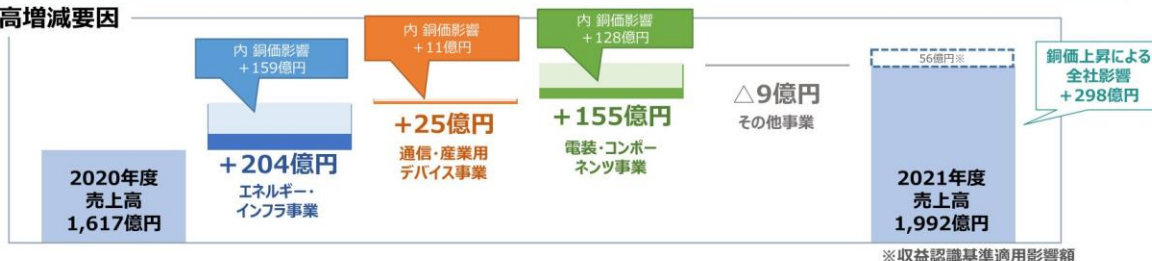 高増減要因
内 銅価影響
+159億円
+204億円
エネルギー・
インフラ事業
内 銅価影響
+11億円
+25億円
通信・産業用
デバイス事業
内 銅価影響
+128億円
+155億円
電装・コンポー
ネンツ事業
△9億円
その他事業
56億円※
銅価上昇による
全社影響
+298億円
2020年度
売上高
1,617億円
2021年度
売上高
1,992億円
※収益認識基準適用影響額